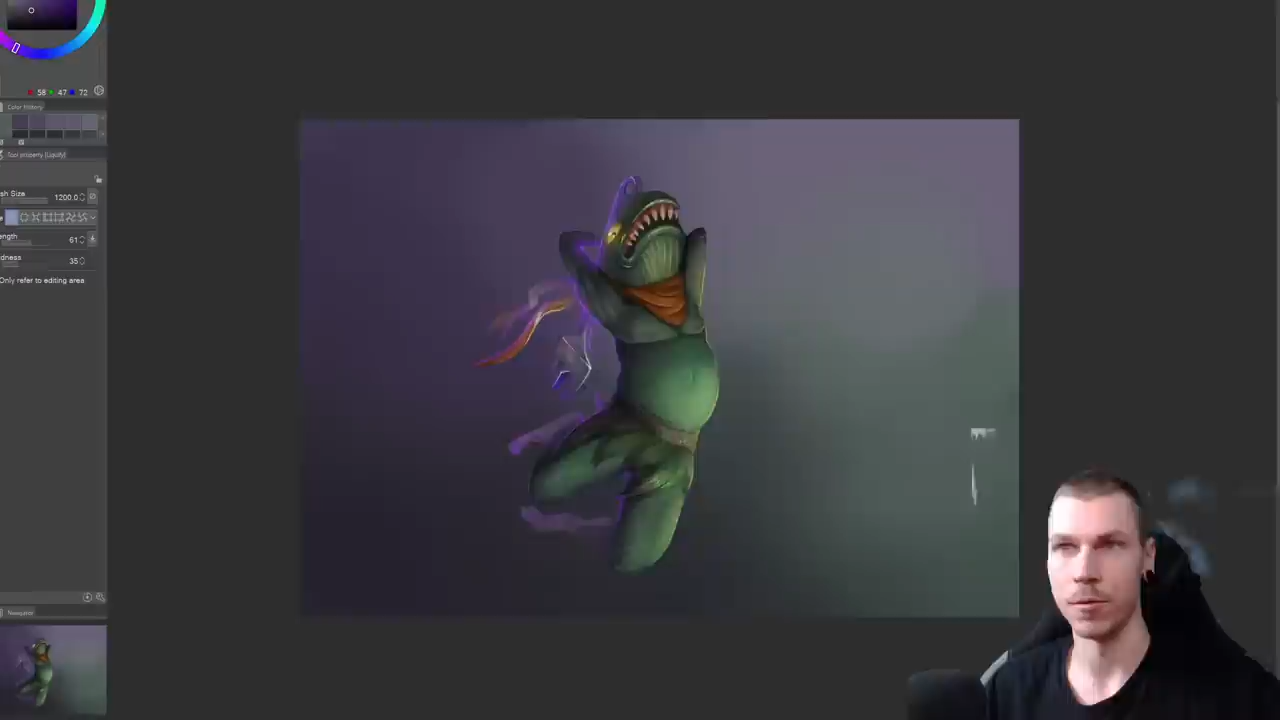 58 47 72
Color History
Tool property [Liquify]
sh Size 1200.0
ength 61
dness 35
Only refer to editing area
Navigator